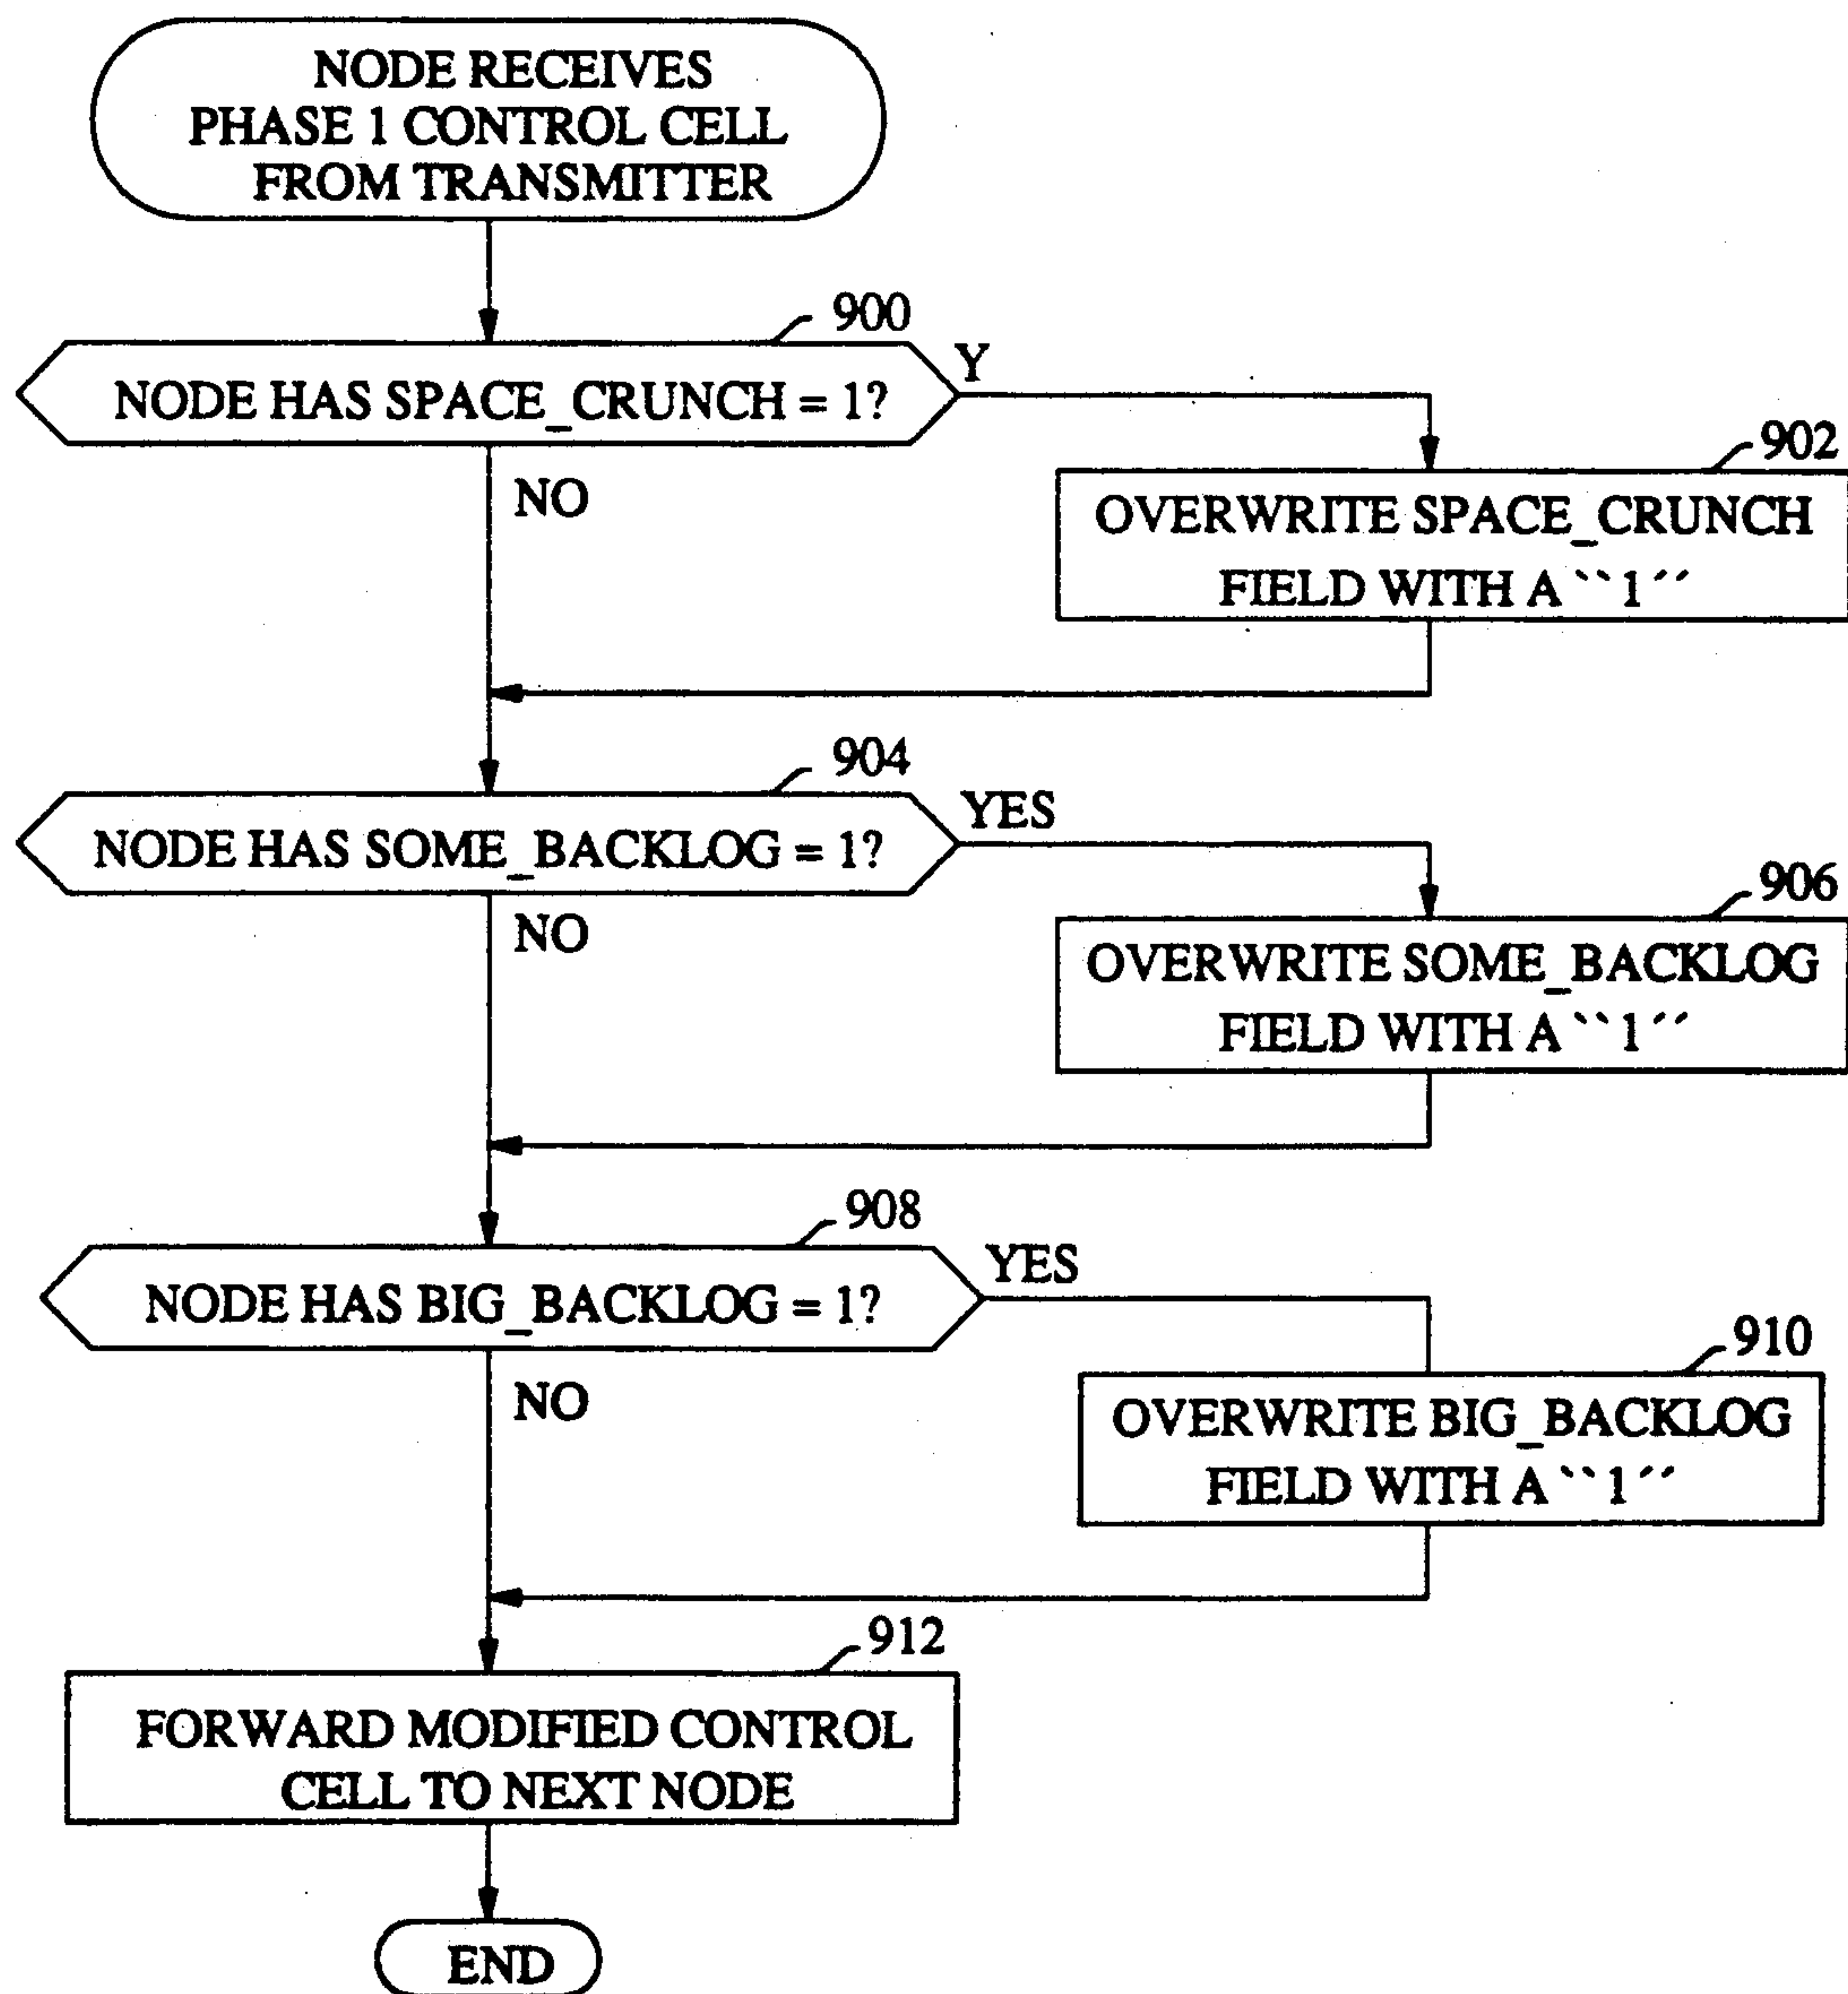 NODE RECEIVES
PHASE 1 CONTROL CELL
FROM TRANSMITTER
900
NODE HAS SPACE_CRUNCH = 1?
Y
NO
902
OVERWRITE SPACE_CRUNCH
FIELD WITH A ``1´´
904
NODE HAS SOME_BACKLOG = 1?
YES
NO
906
OVERWRITE SOME_BACKLOG
FIELD WITH A ``1´´
908
NODE HAS BIG_BACKLOG = 1?
YES
NO
910
OVERWRITE BIG_BACKLOG
FIELD WITH A ``1´´
912
FORWARD MODIFIED CONTROL
CELL TO NEXT NODE
END